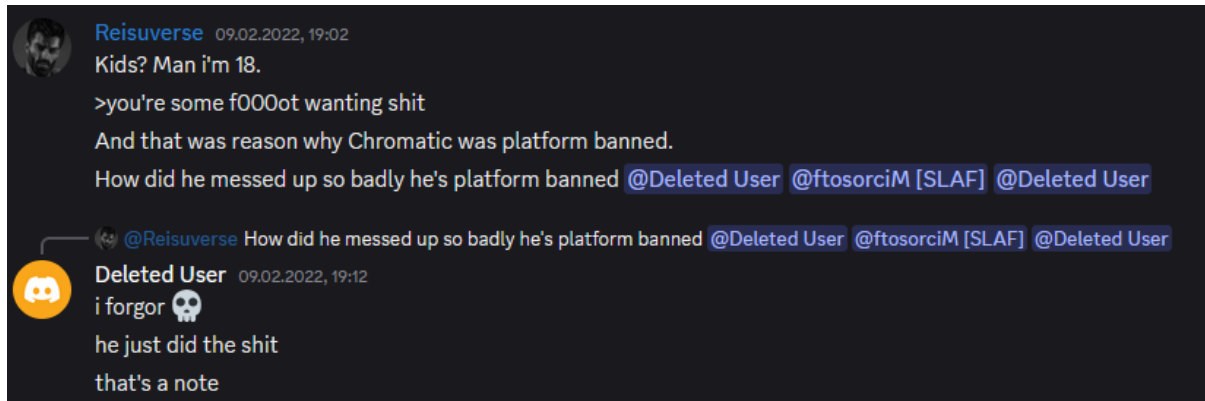 Reisuverse 09.02.2022, 19:02
Kids? Man i'm 18.
>you're some f000ot wanting shit
And that was reason why Chromatic was platform banned.
How did he messed up so badly he's platform banned @Deleted User @ftosorciM [SLAF] @Deleted User
@Reisuverse How did he messed up so badly he's platform banned @Deleted User @ftosorciM [SLAF] @Deleted User
Deleted User 09.02.2022, 19:12
i forgor 💀
he just did the shit
that's a note